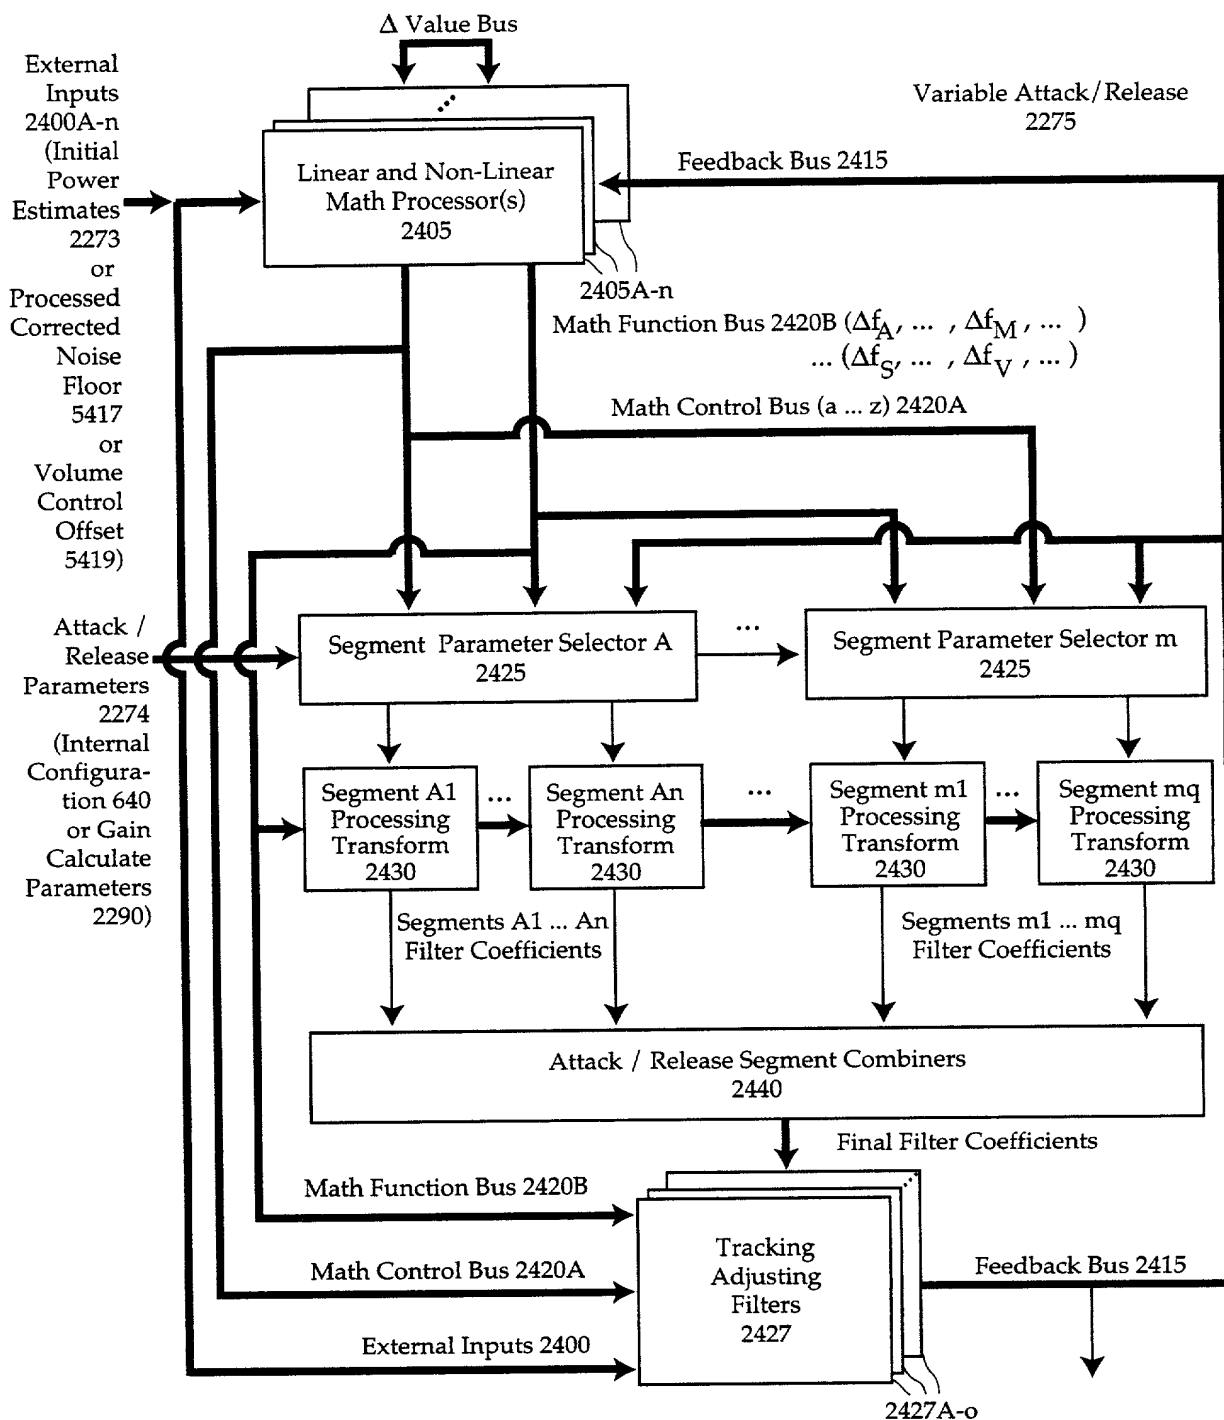 Δ Value Bus
External
Inputs
2400A-n
(Initial
Power
Estimates
2273
or
Processed
Corrected
Noise
Floor
5417
or
Volume
Control
Offset
5419)
Variable Attack/Release
2275
Feedback Bus 2415
Linear and Non-Linear
Math Processor(s)
2405
2405A-n
Math Function Bus 2420B (Δf_A, ... , Δf_M, ... )
... (Δf_S, ... , Δf_V, ... )
Math Control Bus (a ... z) 2420A
Attack /
Release
Parameters
2274
(Internal
Configura-
tion 640
or Gain
Calculate
Parameters
2290)
Segment Parameter Selector A
2425
...
Segment Parameter Selector m
2425
Segment A1
Processing
Transform
2430
...
Segment An
Processing
Transform
2430
...
Segment m1
Processing
Transform
2430
...
Segment mq
Processing
Transform
2430
Segments A1 ... An
Filter Coefficients
Segments m1 ... mq
Filter Coefficients
Attack / Release Segment Combiners
2440
Final Filter Coefficients
Math Function Bus 2420B
Math Control Bus 2420A
External Inputs 2400
Tracking
Adjusting
Filters
2427
Feedback Bus 2415
2427A-o